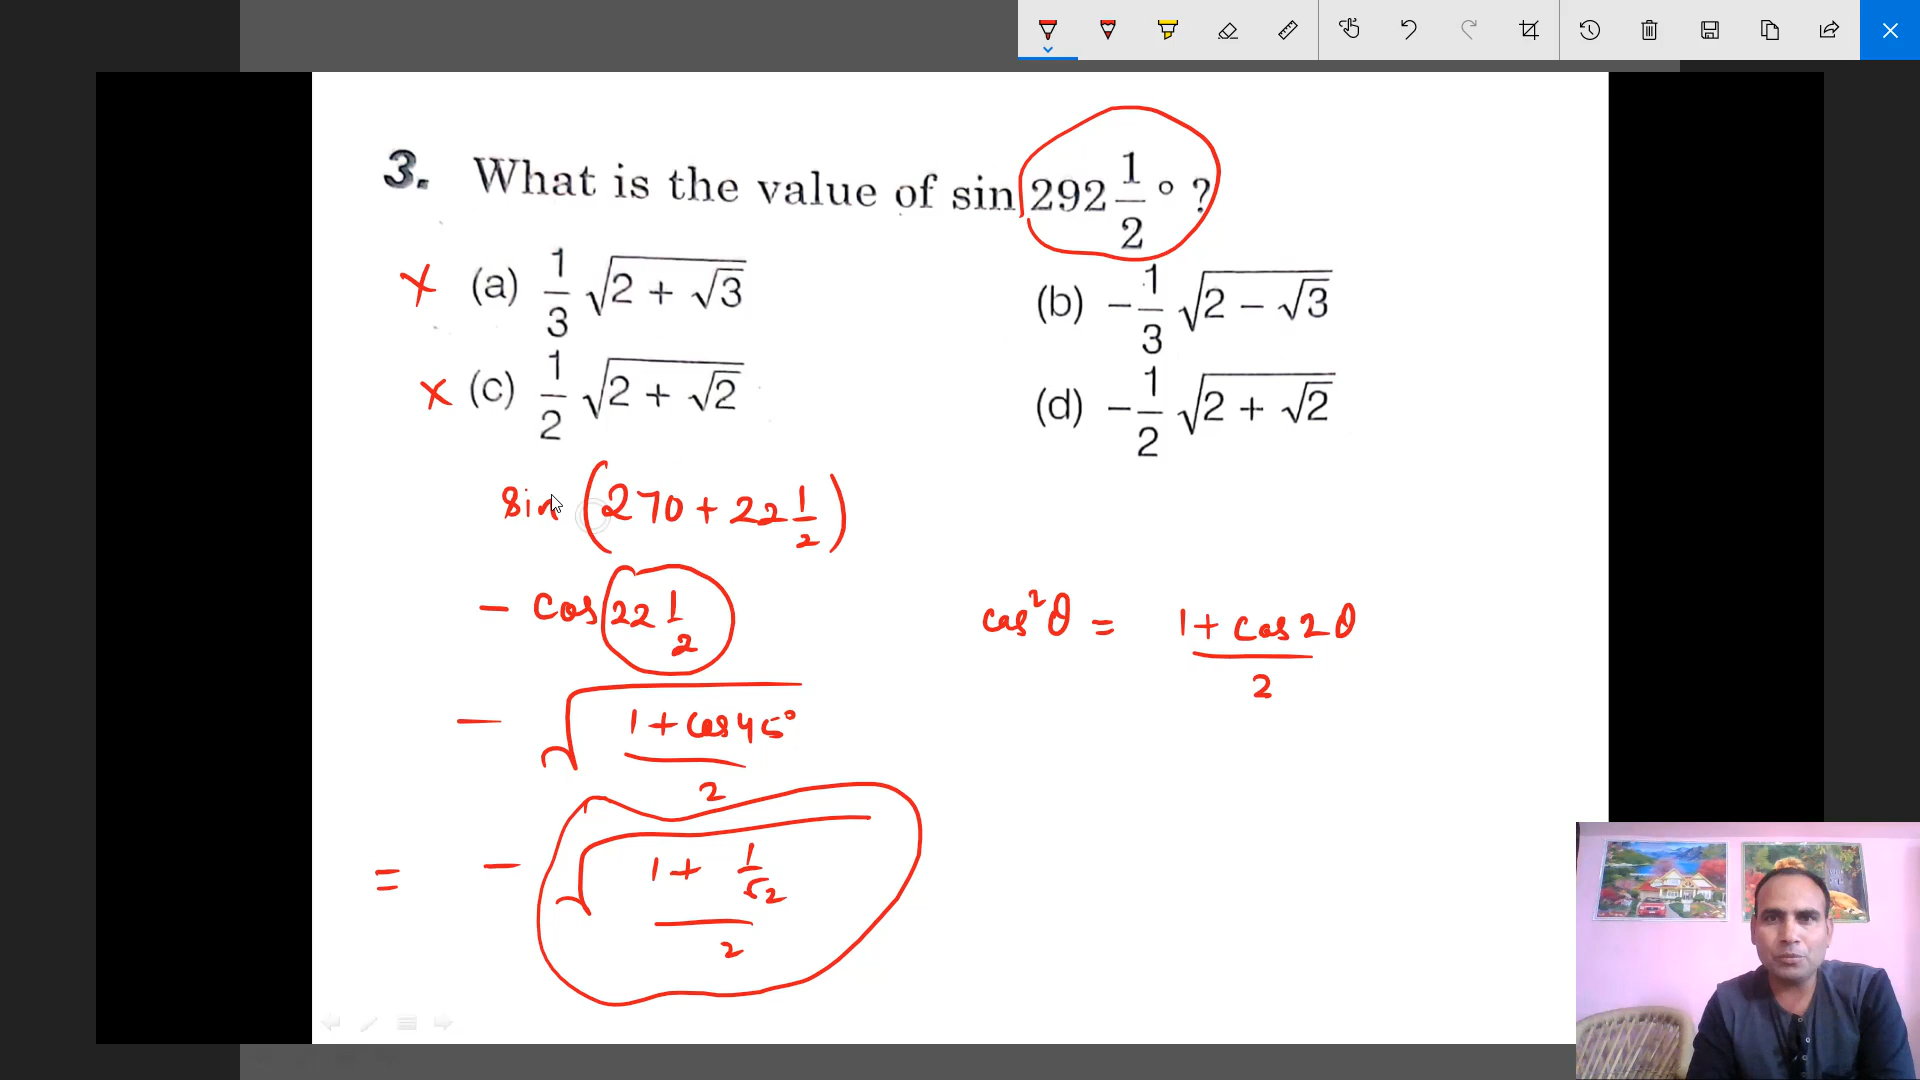 3. What is the value of sin 292 1/2 ° ?
(a) 1/3 √(2 + √3)
(b) - 1/3 √(2 - √3)
× (c) 1/2 √(2 + √2)
(d) - 1/2 √(2 + √2)
sin (270 + 22 1/2)
- cos 22 1/2
cos²θ = (1 + cos 2θ)/2
- √((1 + cos 45°)/2)
= - √((1 + 1/√2)/2)